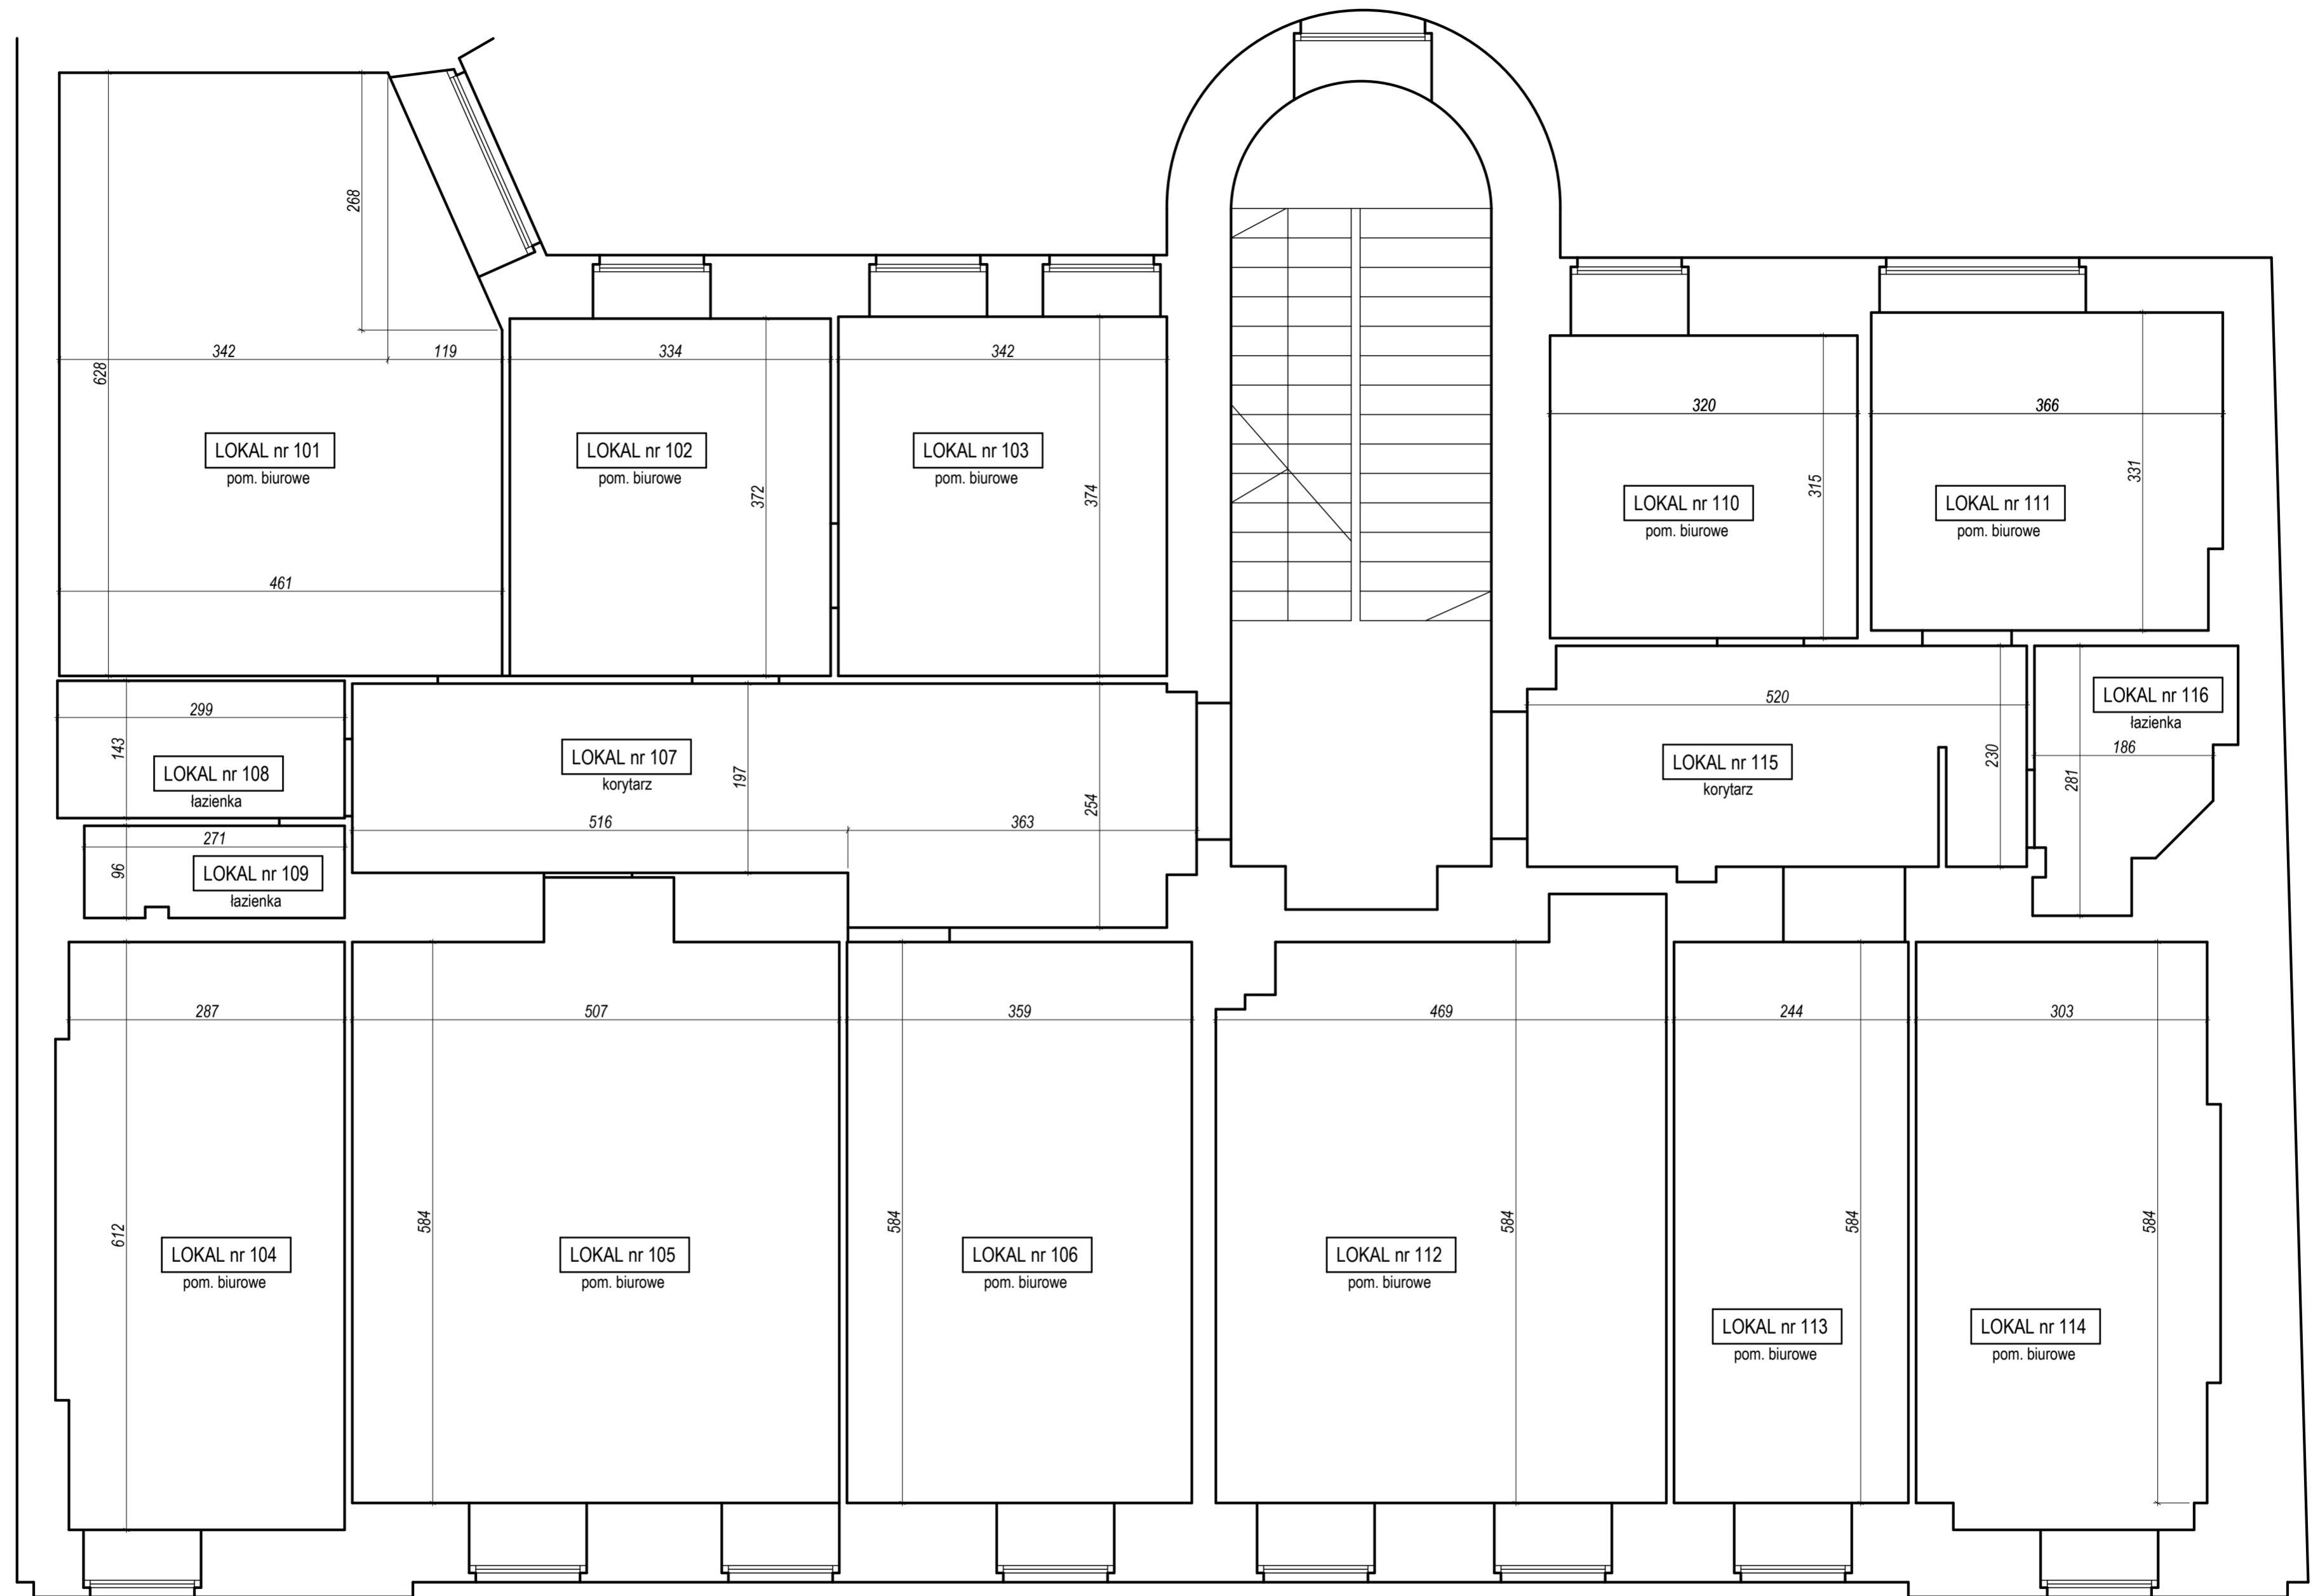 268
342
119
628
334
372
342
374
461
LOKAL nr 101
pom. biurowe
LOKAL nr 102
pom. biurowe
LOKAL nr 103
pom. biurowe
320
315
366
331
LOKAL nr 110
pom. biurowe
LOKAL nr 111
pom. biurowe
299
143
LOKAL nr 108
łazienka
271
96
LOKAL nr 109
łazienka
LOKAL nr 107
korytarz
197
516
363
254
520
230
LOKAL nr 115
korytarz
LOKAL nr 116
łazienka
186
281
287
612
LOKAL nr 104
pom. biurowe
507
584
LOKAL nr 105
pom. biurowe
359
584
LOKAL nr 106
pom. biurowe
469
584
LOKAL nr 112
pom. biurowe
244
584
LOKAL nr 113
pom. biurowe
303
584
LOKAL nr 114
pom. biurowe